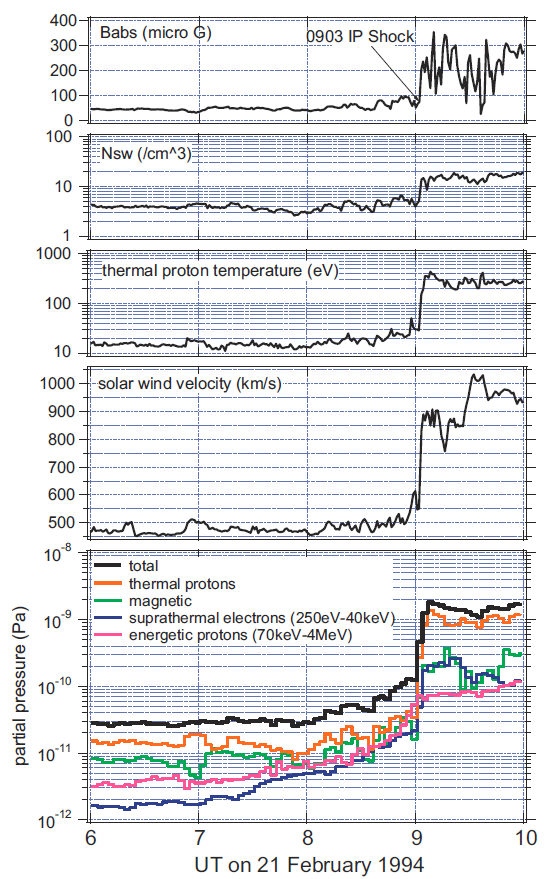 400
Babs (micro G)
0903 IP Shock
300
200
100
0
100
Nsw (/cm^3)
10
1
1000
thermal proton temperature (eV)
100
10
1000
solar wind velocity (km/s)
900
800
700
600
500
10-8
total
thermal protons
10-9
magnetic
suprathermal electrons (250eV-40keV)
energetic protons (70keV-4MeV)
10-10
10-11
10-12
partial pressure (Pa)
6 7 8 9 10
UT on 21 February 1994